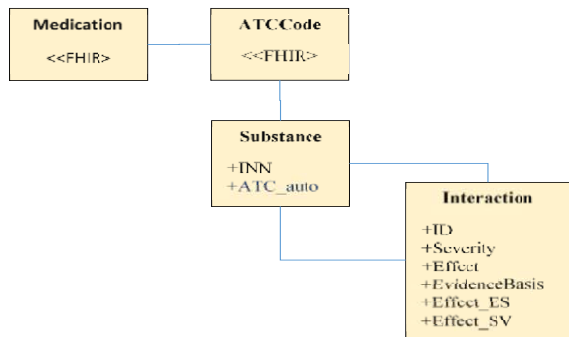 Medication
<<FHIR>
ATCCode
<<FHIR>
Substance
+INN
+ATC_auto
Interaction
+ID
+Severity
+Effect
+EvidenceBasis
+Effect_ES
+Effect_SV